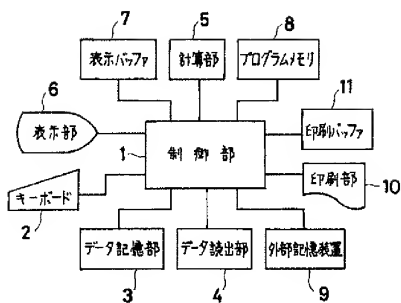 7
5
8
表示バッファ
計算部
プログラムメモリ
6
11
表示部
印刷バッファ
1
制御部
キーボード
印刷部
10
2
データ記憶部
データ読出部
外部記憶装置
3
4
9